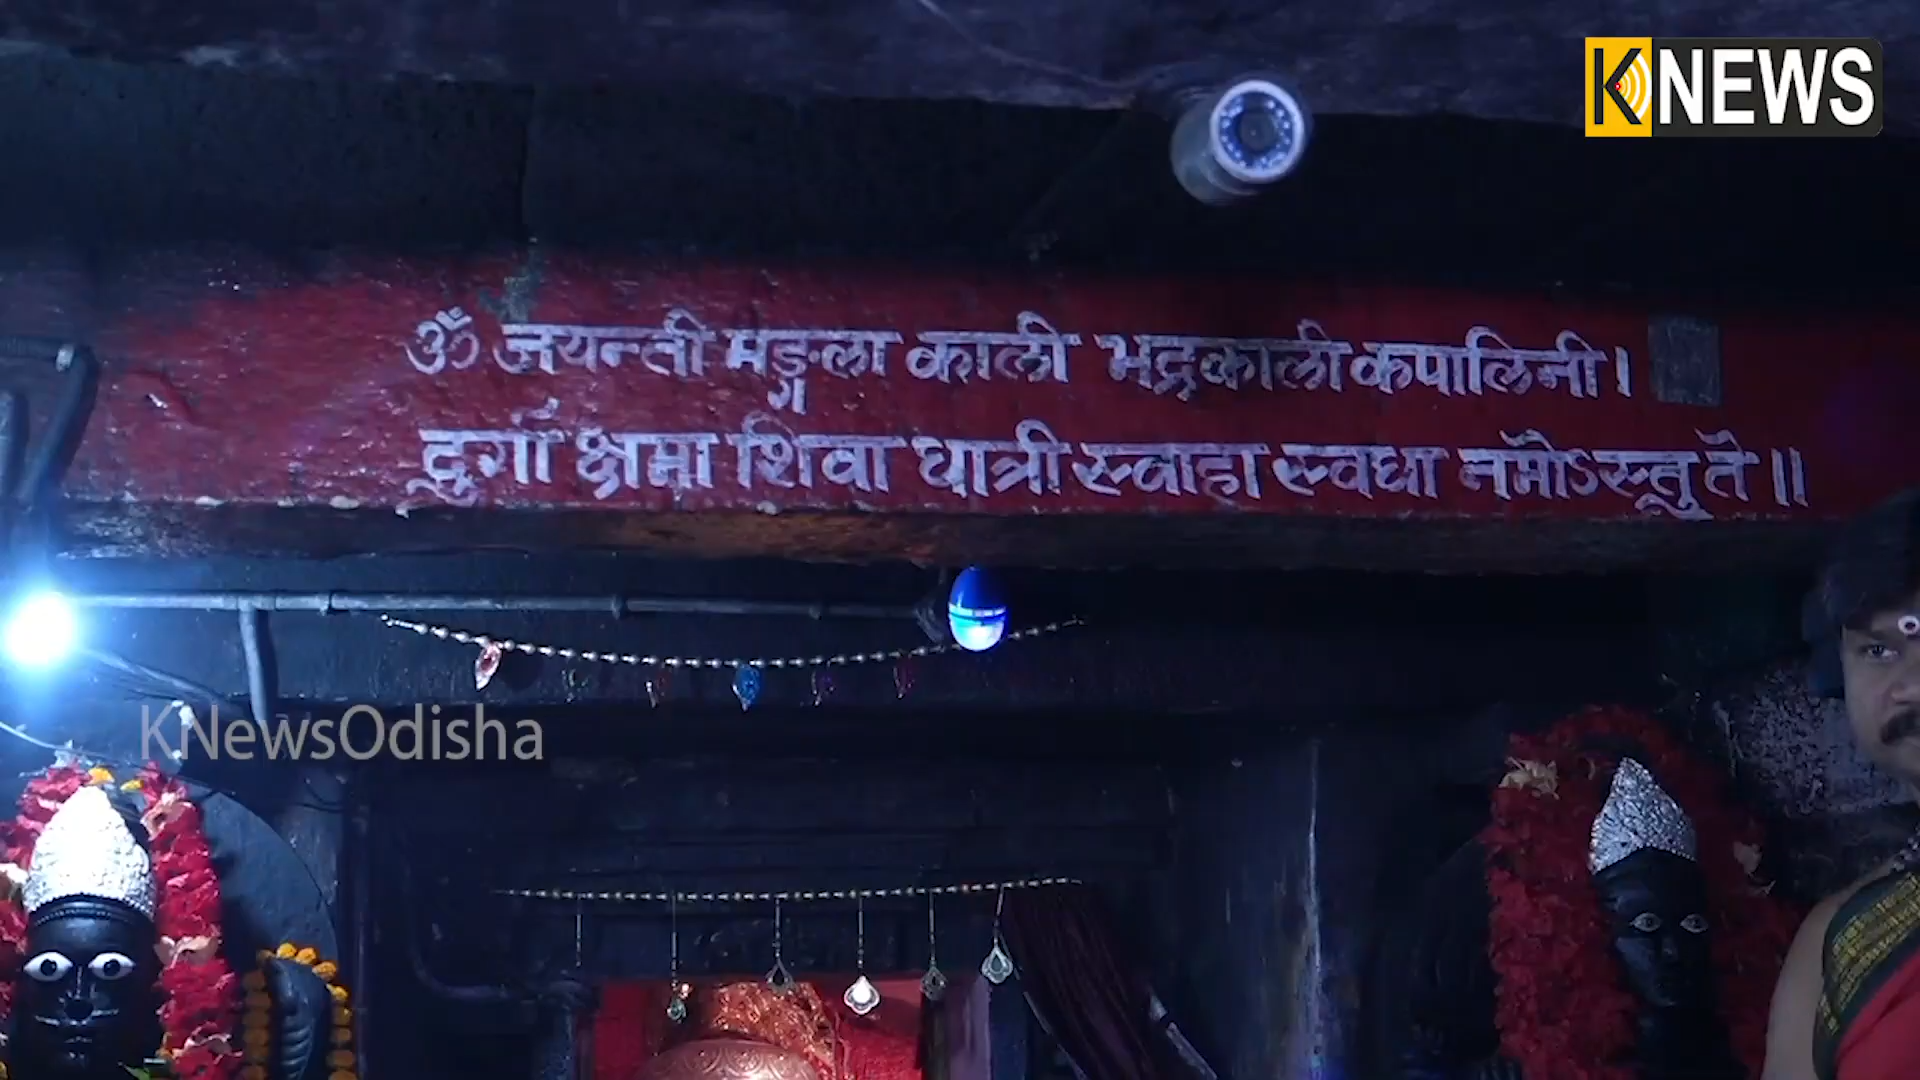 KNEWS
ॐ जयन्ती मङ्गला काली भद्रकाली कपालिनी।
दुर्गा क्षमा शिवा धात्री स्वाहा स्वधा नमोऽस्तु ते॥
KNewsOdisha